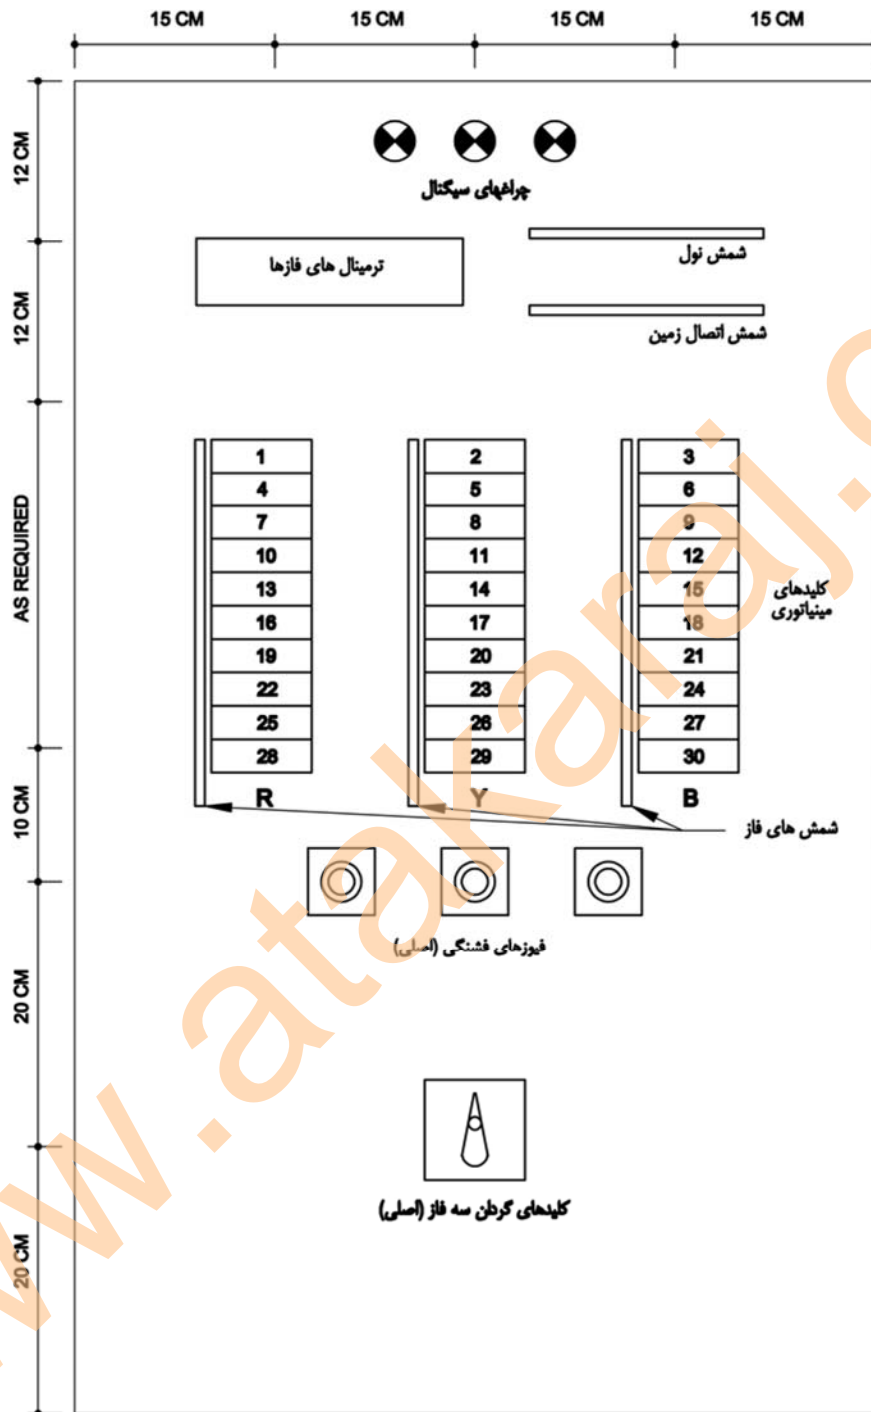 15 CM 15 CM 15 CM 15 CM
12 CM
چراغهای سیگنال
12 CM
ترمینال های فازها
شمش نول
شمش اتصال زمین
AS REQUIRED
1 2 3
4 5 6
7 8 9
10 11 12
13 14 15
کلیدهای
مینیاتوری
16 17 18
19 20 21
22 23 24
25 26 27
28 29 30
R Y B
10 CM
شمش های فاز
فیوزهای فشنگی (اصلی)
20 CM
کلیدهای گردان سه فاز (اصلی)
20 CM
www.atakaraj.c